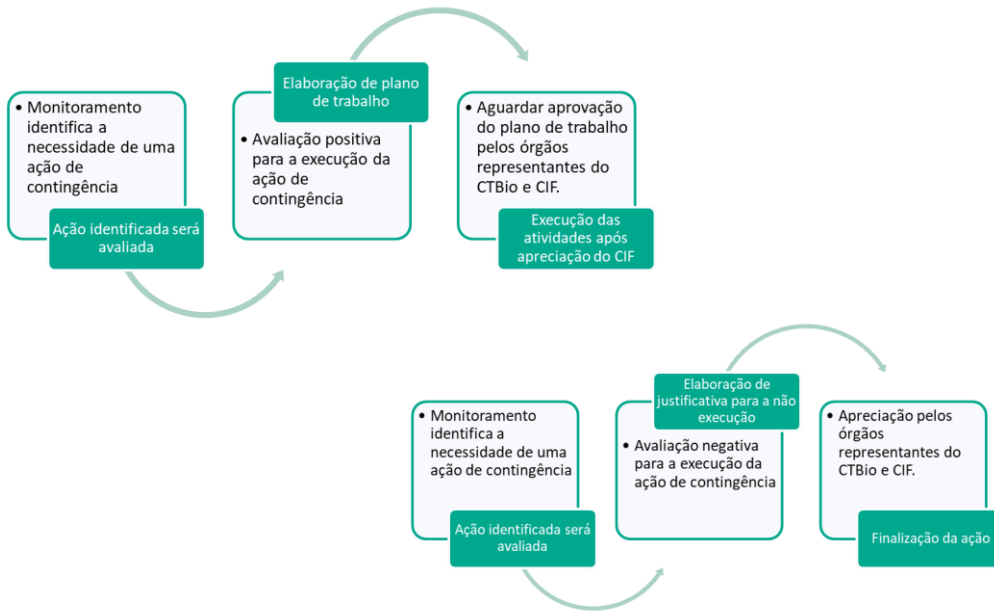 • Monitoramento
identifica a
necessidade de uma
ação de
contingência
Ação identificada será
avaliada
Elaboração de plano
de trabalho
• Avaliação positiva
para a execução da
ação de
contingência
• Aguardar aprovação
do plano de trabalho
pelos órgãos
representantes do
CTBio e CIF.
Execução das
atividades após
apreciação do CIF
• Monitoramento
identifica a
necessidade de uma
ação de contingência
Ação identificada será
avaliada
Elaboração de
justificativa para a não
execução
• Avaliação negativa
para a execução da
ação de contingência
• Apreciação pelos
órgãos
representantes do
CTBio e CIF.
Finalização da ação